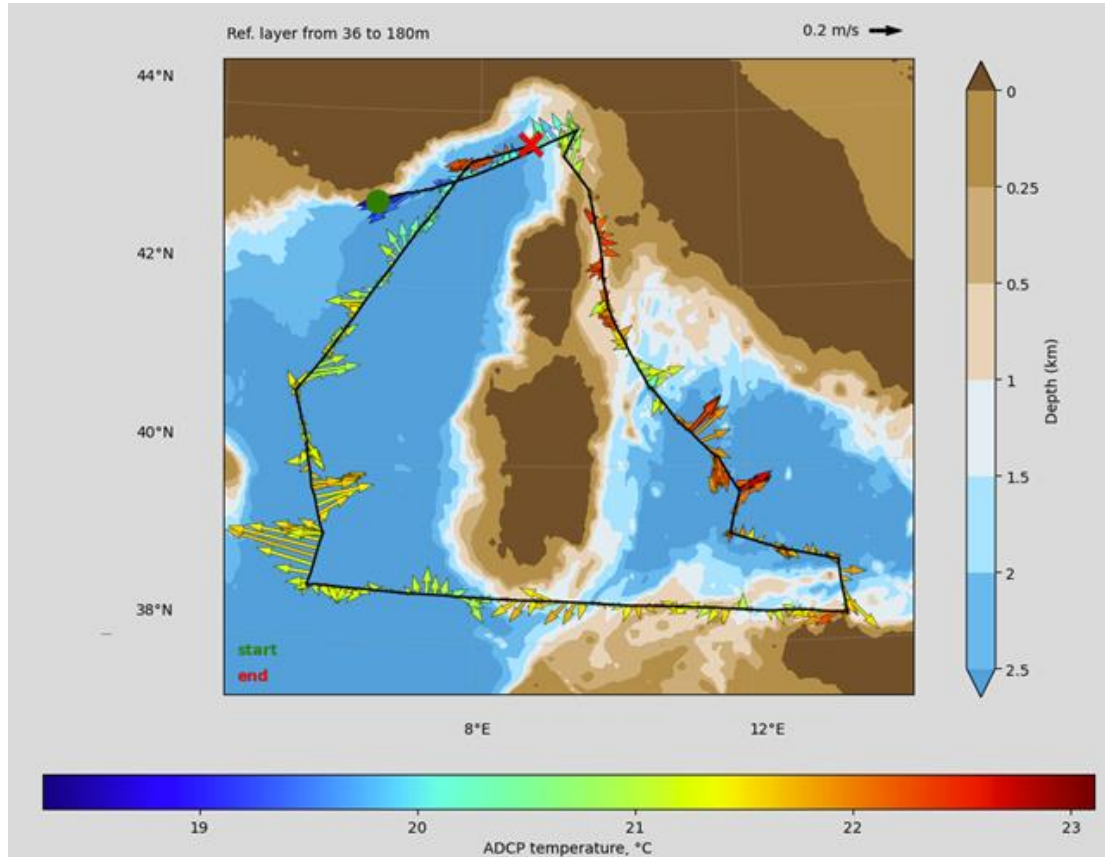 Ref. layer from 36 to 180m
0.2 m/s
44°N
42°N
40°N
38°N
start
end
8°E
12°E
0
0.25
0.5
1
1.5
2
2.5
Depth (km)
19
20
21
22
23
ADCP temperature, °C